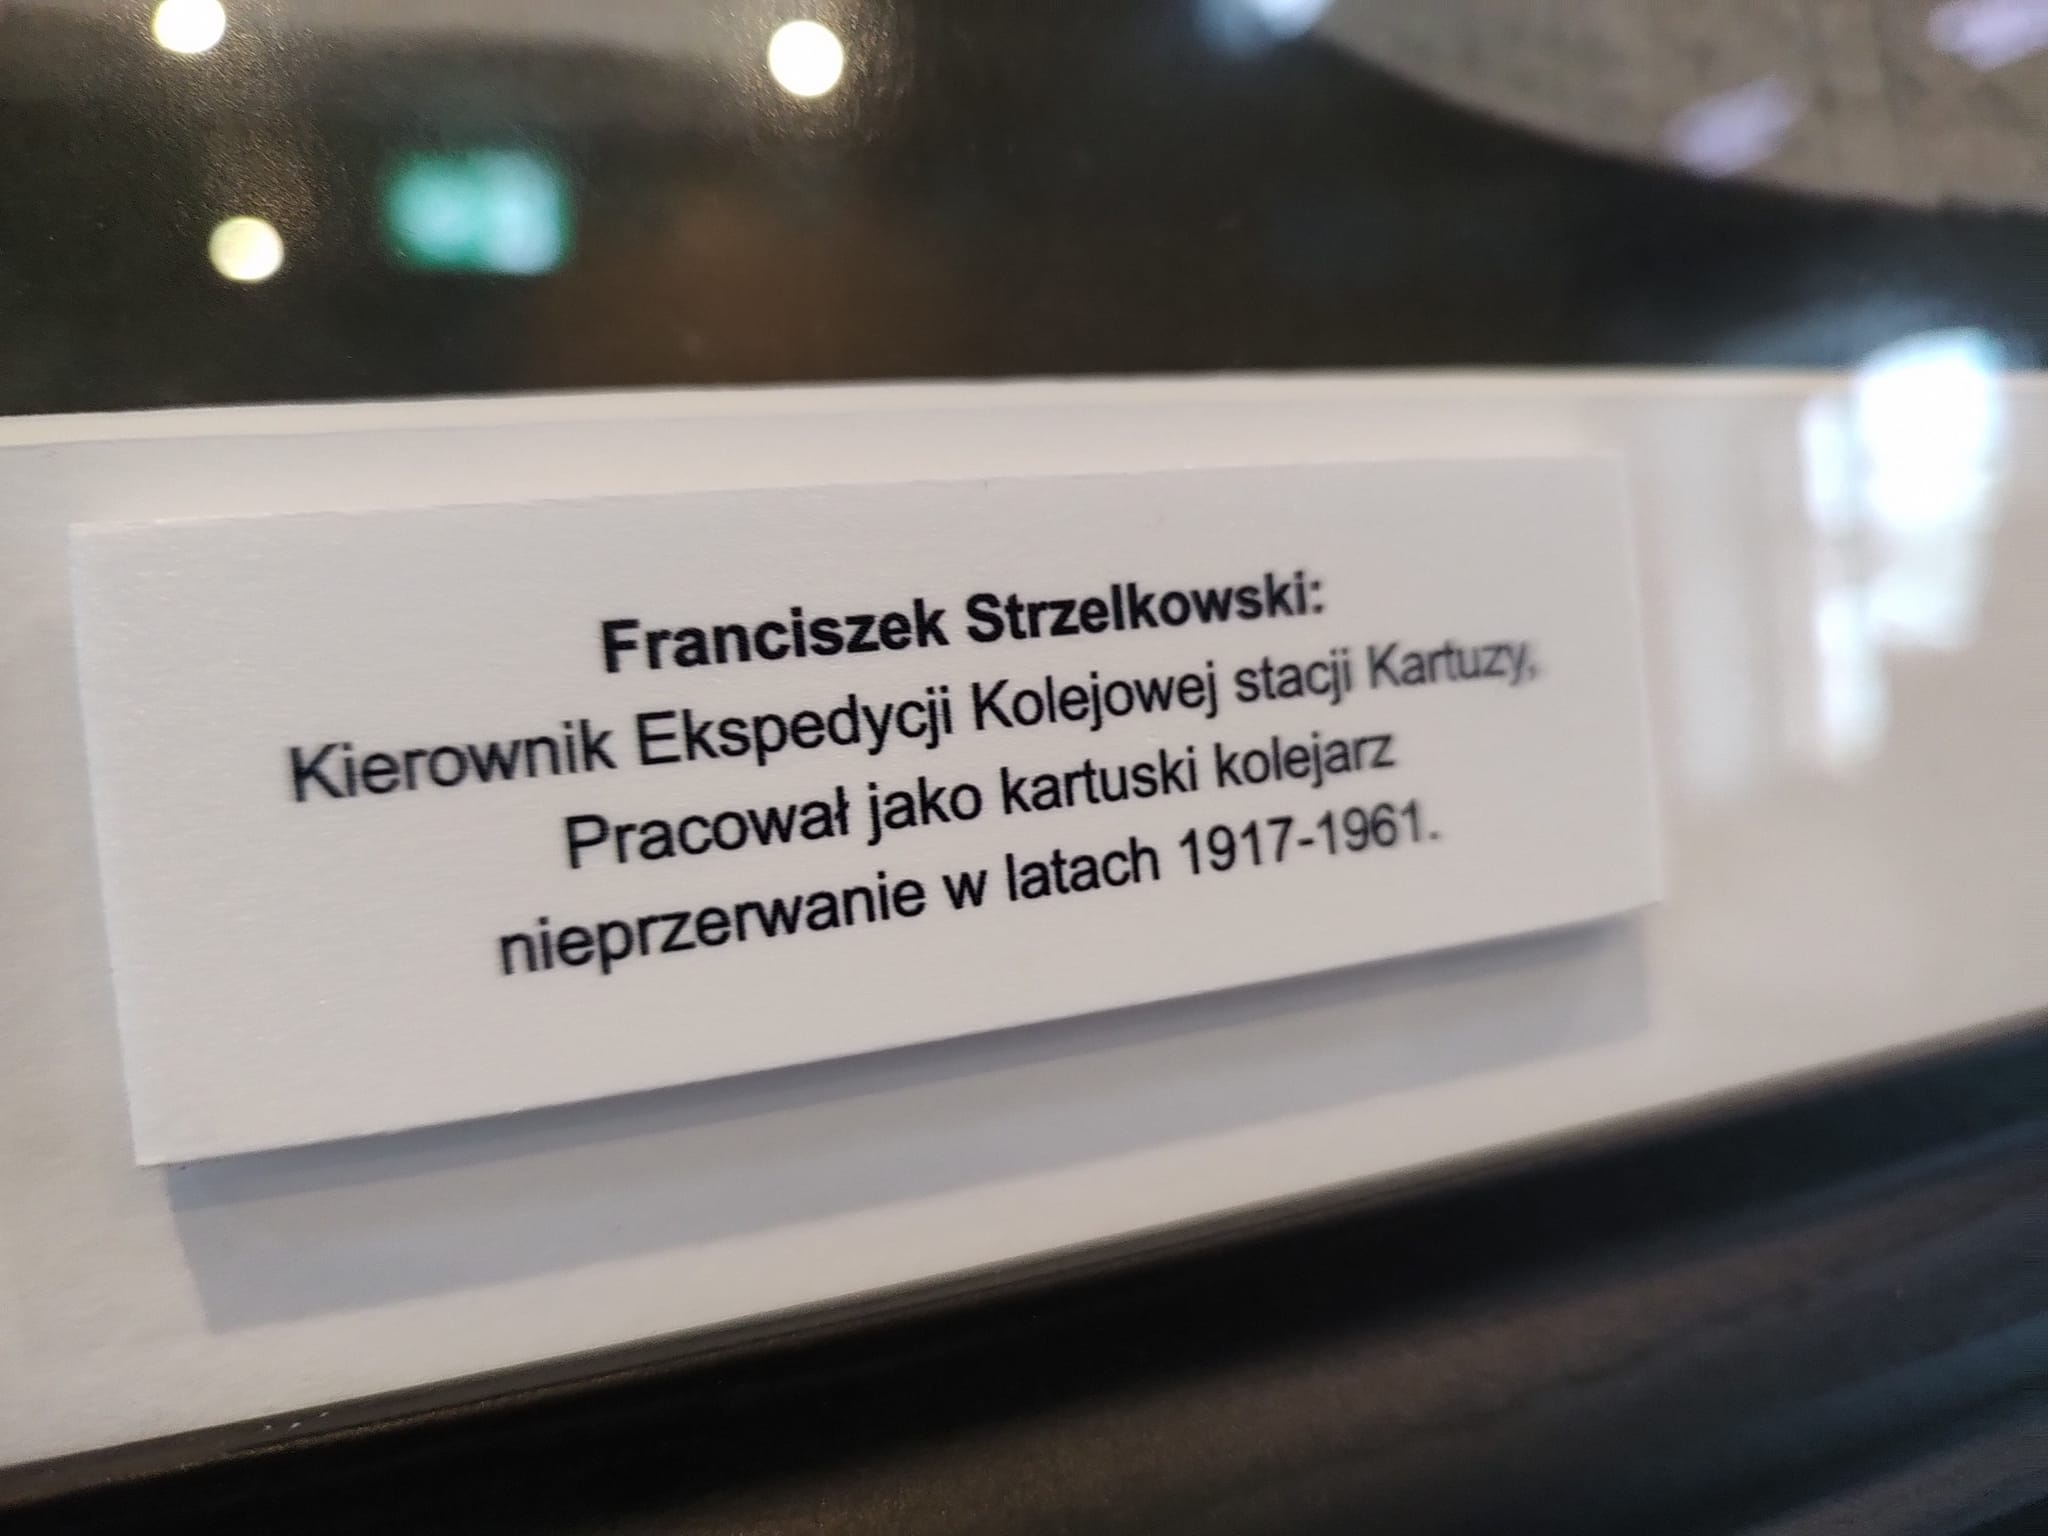 Franciszek Strzelkowski:
Kierownik Ekspedycji Kolejowej stacji Kartuzy,
Pracował jako kartuski kolejarz
nieprzerwanie w latach 1917-1961.